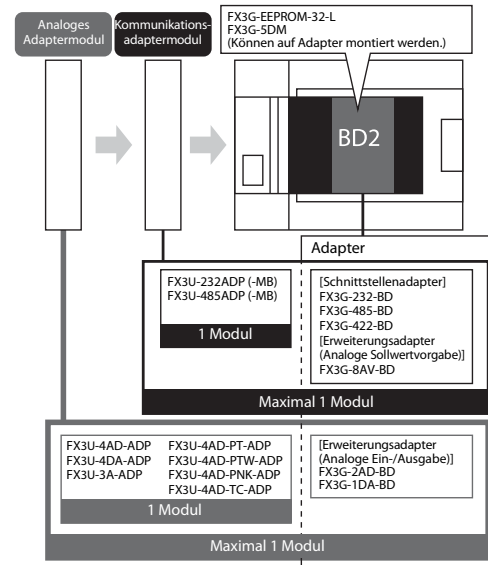 Analoges
Adaptermodul
Kommunikations-
adaptermodul
FX3G-EEPROM-32-L
FX3G-5DM
(Können auf Adapter montiert werden.)
BD2
Adapter
FX3U-232ADP (-MB)
FX3U-485ADP (-MB)
1 Modul
[Schnittstellenadapter]
FX3G-232-BD
FX3G-485-BD
FX3G-422-BD
[Erweiterungsadapter
(Analoge Sollwertvorgabe)]
FX3G-8AV-BD
Maximal 1 Modul
FX3U-4AD-ADP
FX3U-4DA-ADP
FX3U-3A-ADP
FX3U-4AD-PT-ADP
FX3U-4AD-PTW-ADP
FX3U-4AD-PNK-ADP
FX3U-4AD-TC-ADP
1 Modul
[Erweiterungsadapter
(Analoge Ein-/Ausgabe)]
FX3G-2AD-BD
FX3G-1DA-BD
Maximal 1 Modul